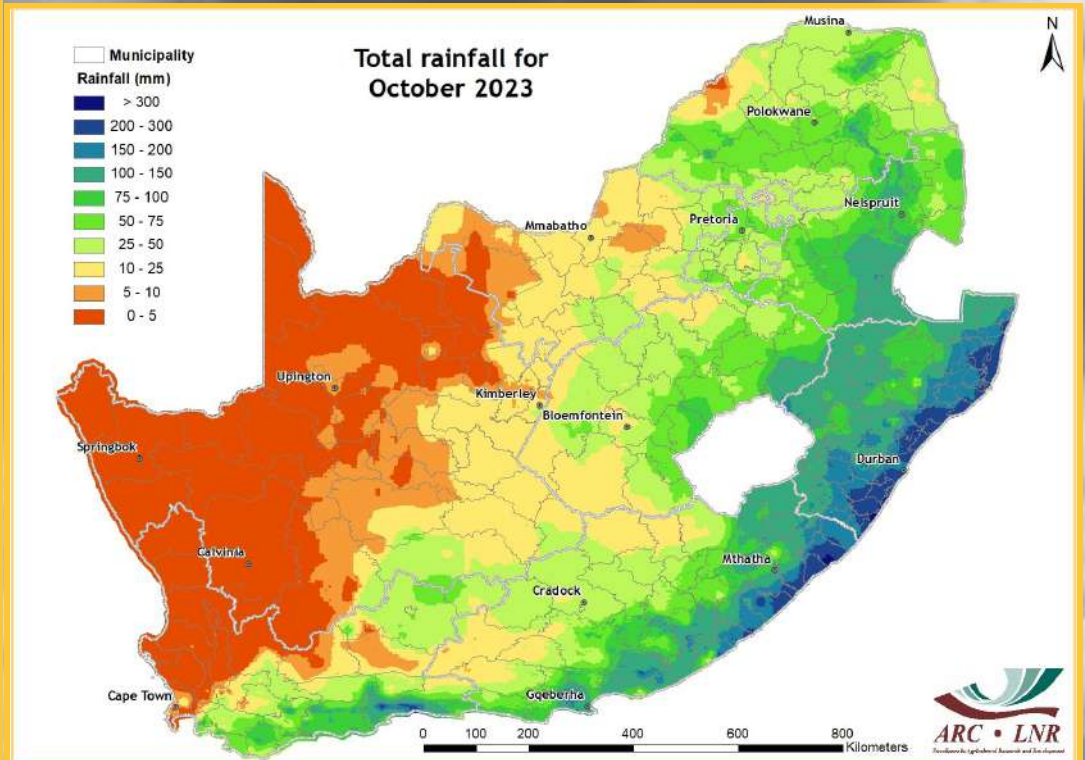 Total rainfall for
October 2023
Municipality
Rainfall (mm)
> 300
200 - 300
150 - 200
100 - 150
75 - 100
50 - 75
25 - 50
10 - 25
5 - 10
0 - 5
N
Musina
Polokwane
Nelspruit
Pretoria
Mmabatho
Upington
Kimberley
Bloemfontein
Springbok
Durban
Calvinia
Mthatha
Cradock
Cape Town
Gqeberha
0 100 200 400 600 800
Kilometers
ARC • LNR